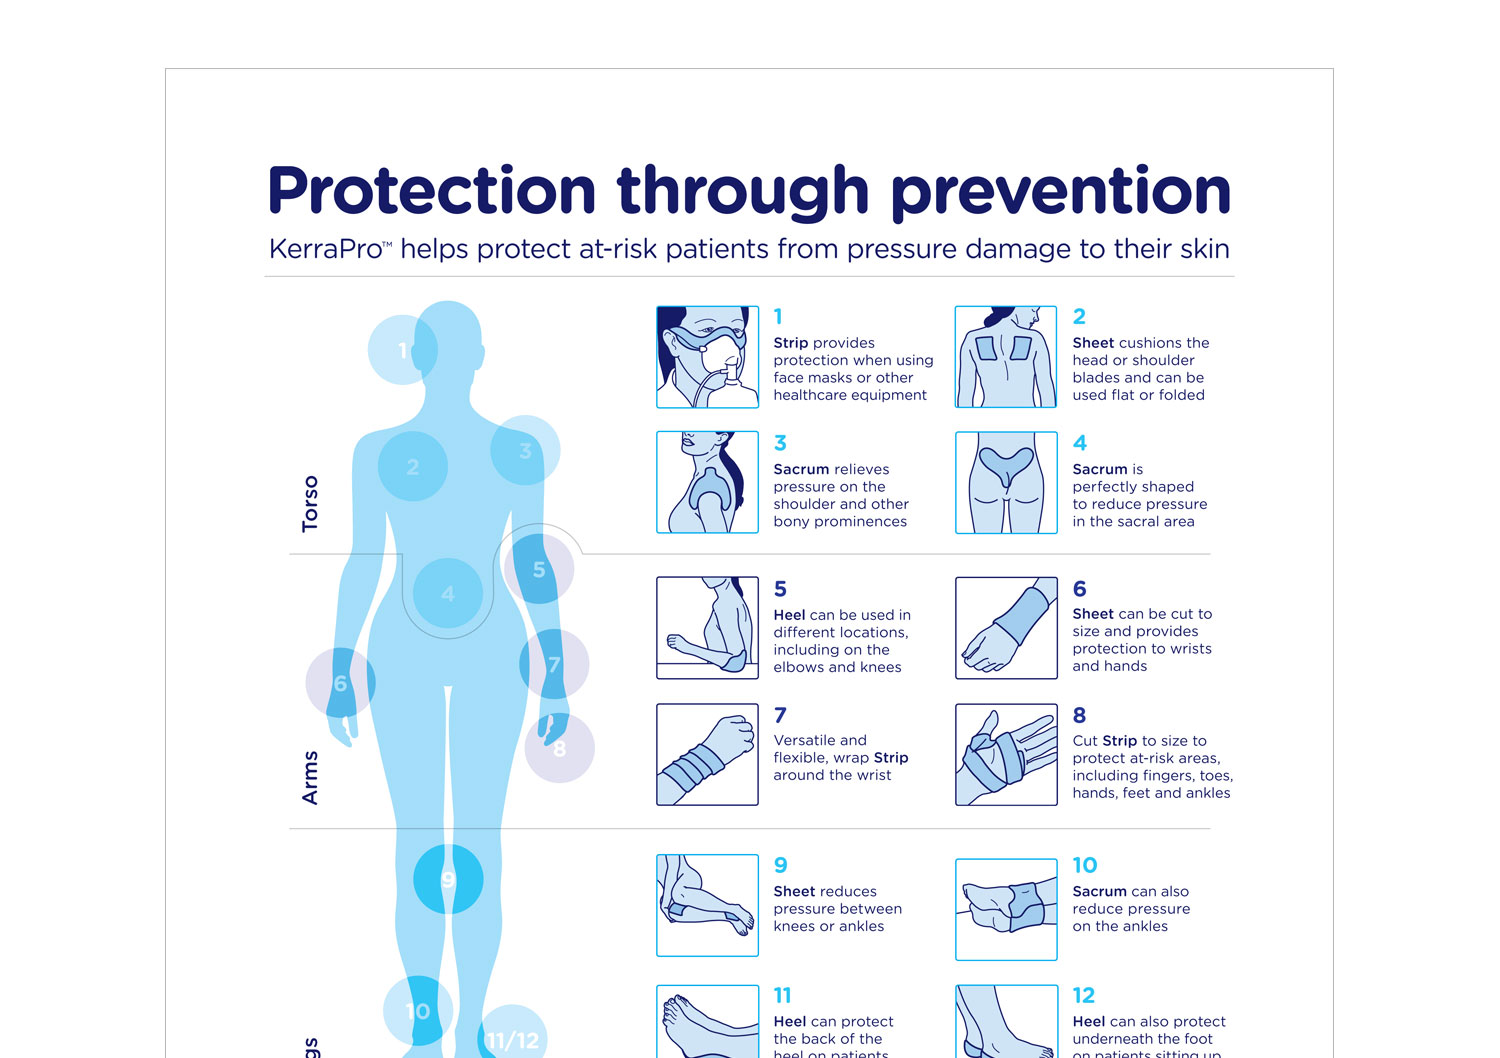 Protection through prevention
KerraPro™ helps protect at-risk patients from pressure damage to their skin
Torso
1
2
3
4
5
6
7
8
1
Strip provides
protection when using
face masks or other
healthcare equipment
2
Sheet cushions the
head or shoulder
blades and can be
used flat or folded
3
Sacrum relieves
pressure on the
shoulder and other
bony prominences
4
Sacrum is
perfectly shaped
to reduce pressure
in the sacral area
Arms
5
Heel can be used in
different locations,
including on the
elbows and knees
6
Sheet can be cut to
size and provides
protection to wrists
and hands
7
Versatile and
flexible, wrap Strip
around the wrist
8
Cut Strip to size to
protect at-risk areas,
including fingers, toes,
hands, feet and ankles
9
10
11/12
9
Sheet reduces
pressure between
knees or ankles
10
Sacrum can also
reduce pressure
on the ankles
11
Heel can protect
the back of the
heel on patients
12
Heel can also protect
underneath the foot
on patients sitting up